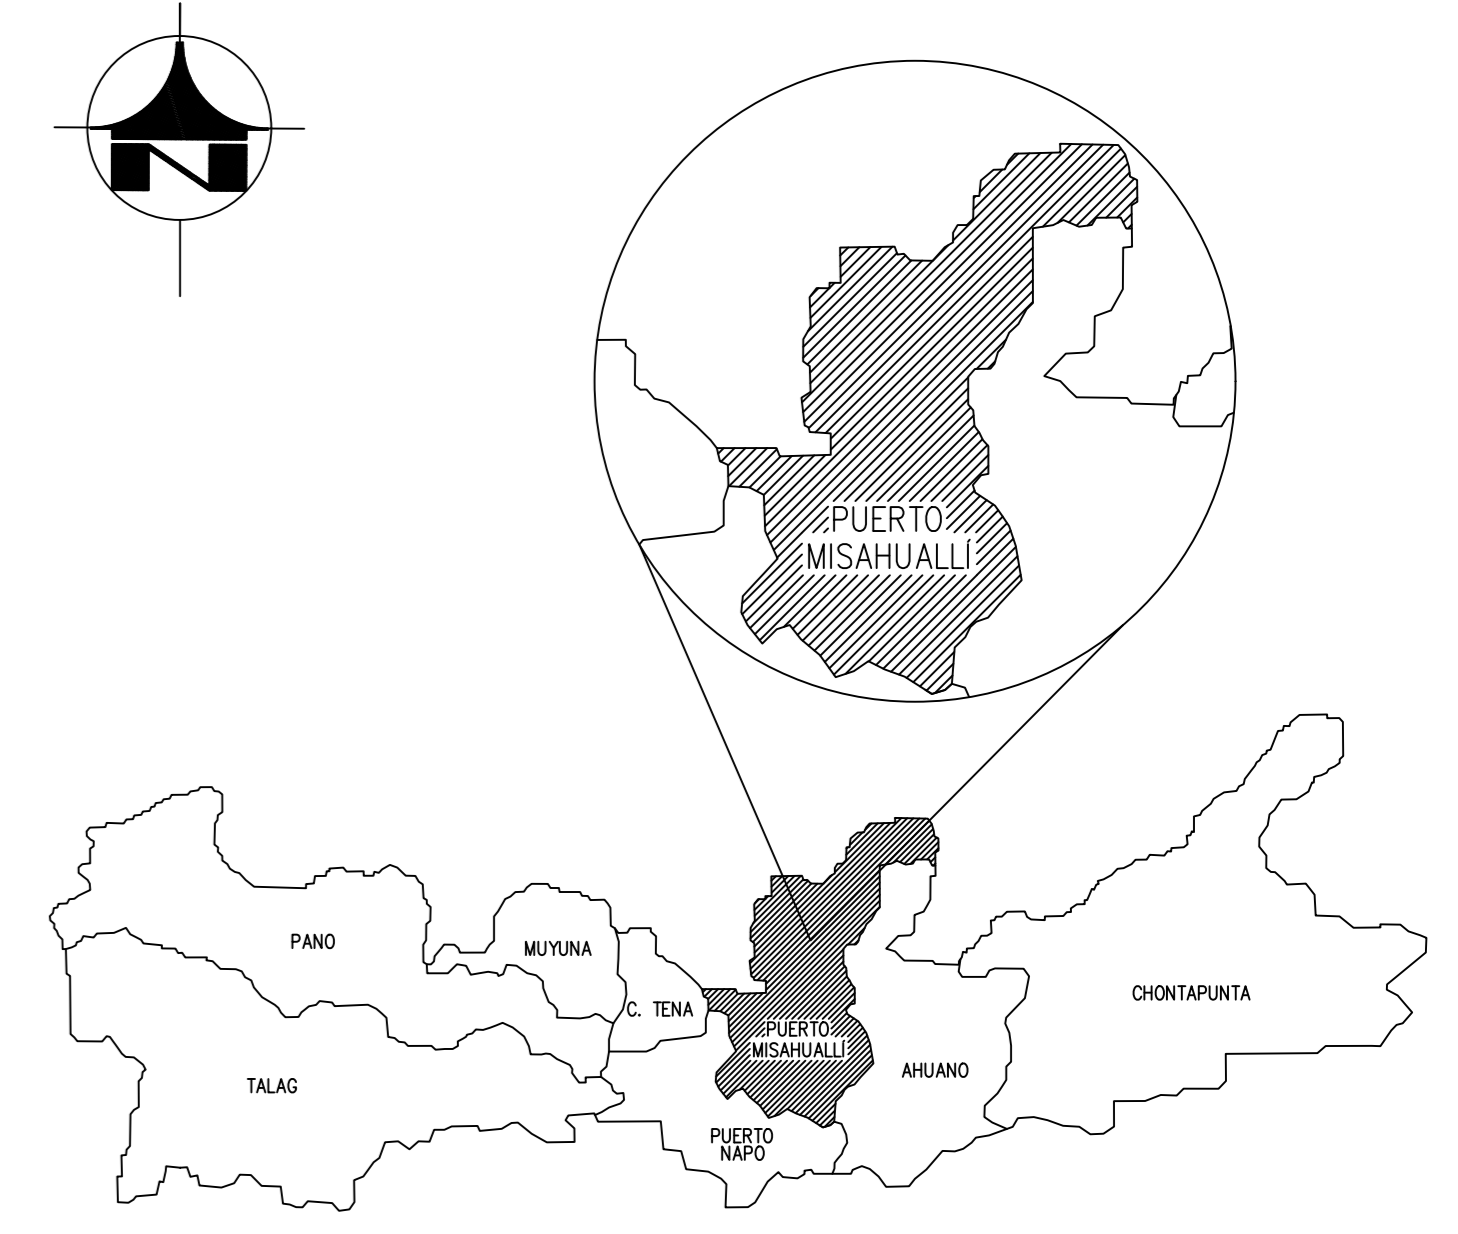 N
PUERTO
MISAHUALLÍ
PANO
MUYUNA
C. TENA
CHONTAPUNTA
PUERTO
MISAHUALLÍ
AHUANO
TALAG
PUERTO
NAPO